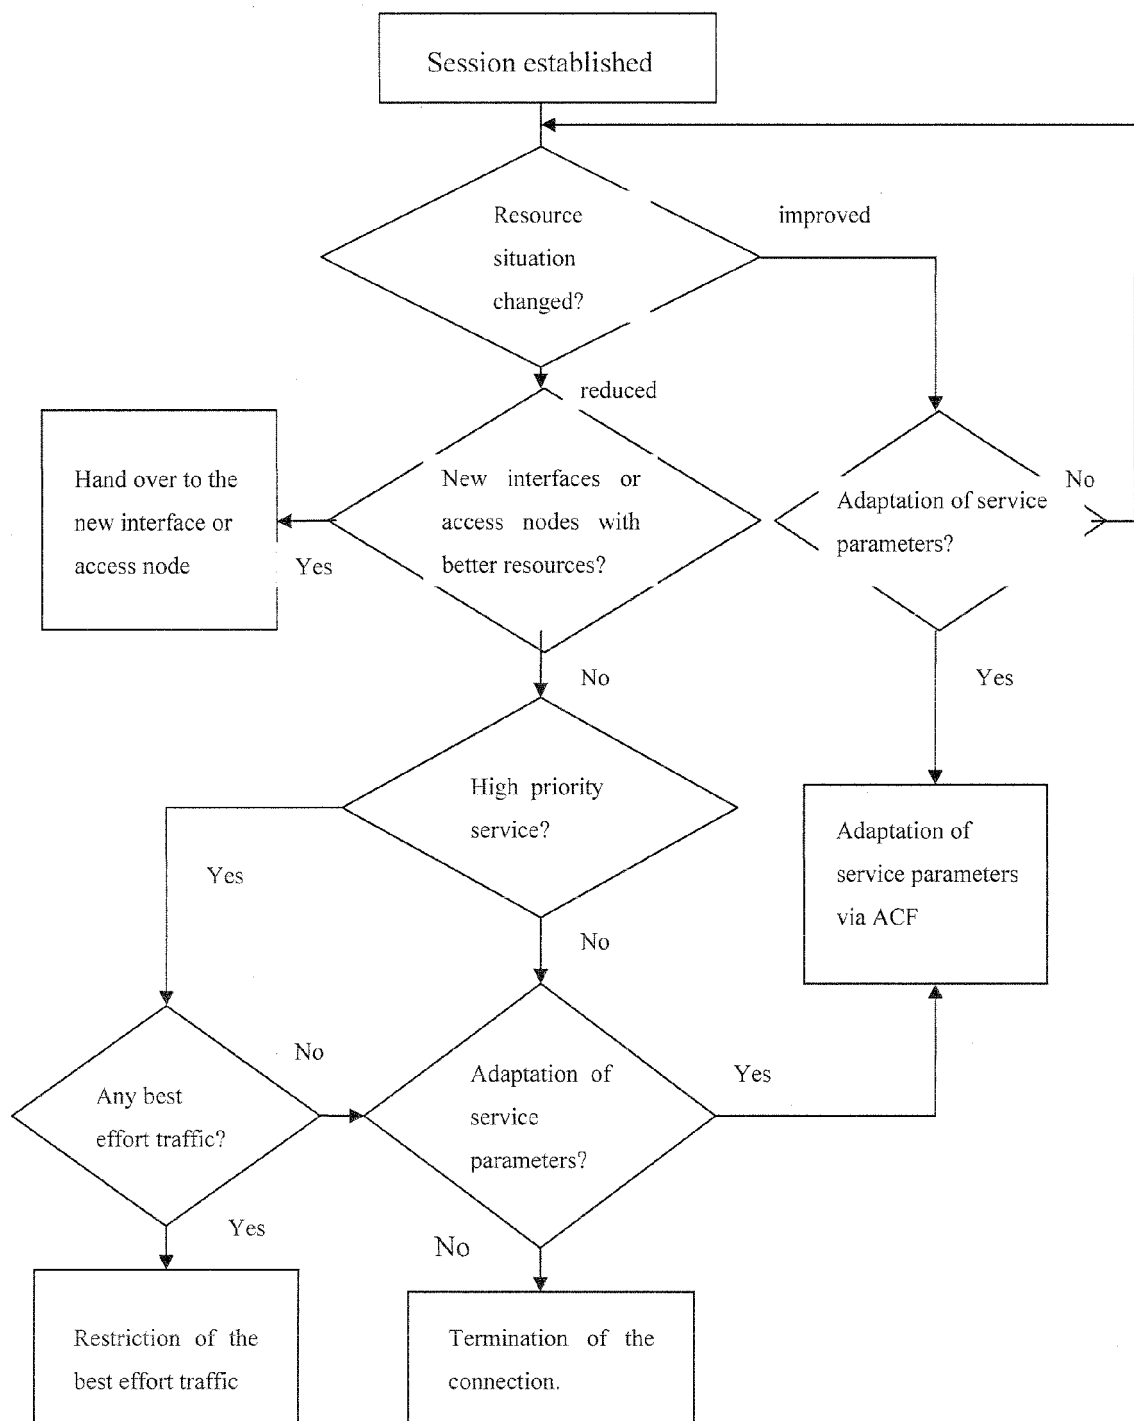 Session established
Resource
situation
changed?
improved
reduced
Hand over to the
new interface or
access node
Yes
New interfaces or
access nodes with
better resources?
Adaptation of service
parameters?
No
No
Yes
High priority
service?
Yes
No
Adaptation of
service parameters
via ACF
Any best
effort traffic?
No
Adaptation of
service
parameters?
Yes
Yes
No
Restriction of the
best effort traffic
Termination of the
connection.